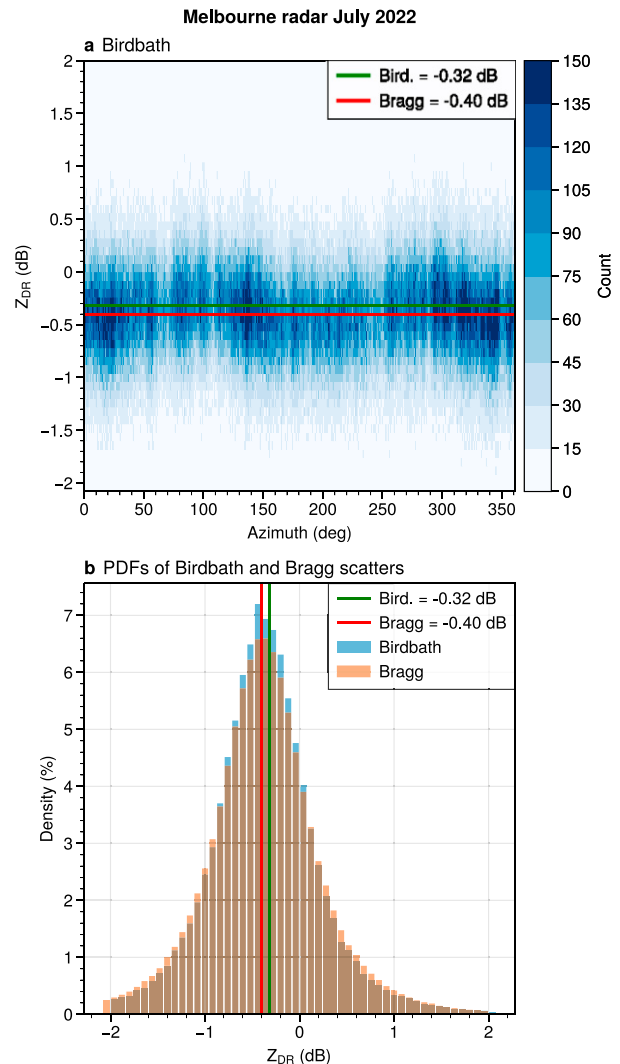 Melbourne radar July 2022
a Birdbath
Bird. = -0.32 dB
Bragg = -0.40 dB
2
1.5
1
0.5
0
−0.5
−1
−1.5
−2
Z_DR (dB)
0 50 100 150 200 250 300 350
Azimuth (deg)
150
135
120
105
90
75
60
45
30
15
0
Count
b PDFs of Birdbath and Bragg scatters
Bird. = -0.32 dB
Bragg = -0.40 dB
Birdbath
Bragg
7
6
5
4
3
2
1
0
Density (%)
−2 −1 0 1 2
Z_DR (dB)